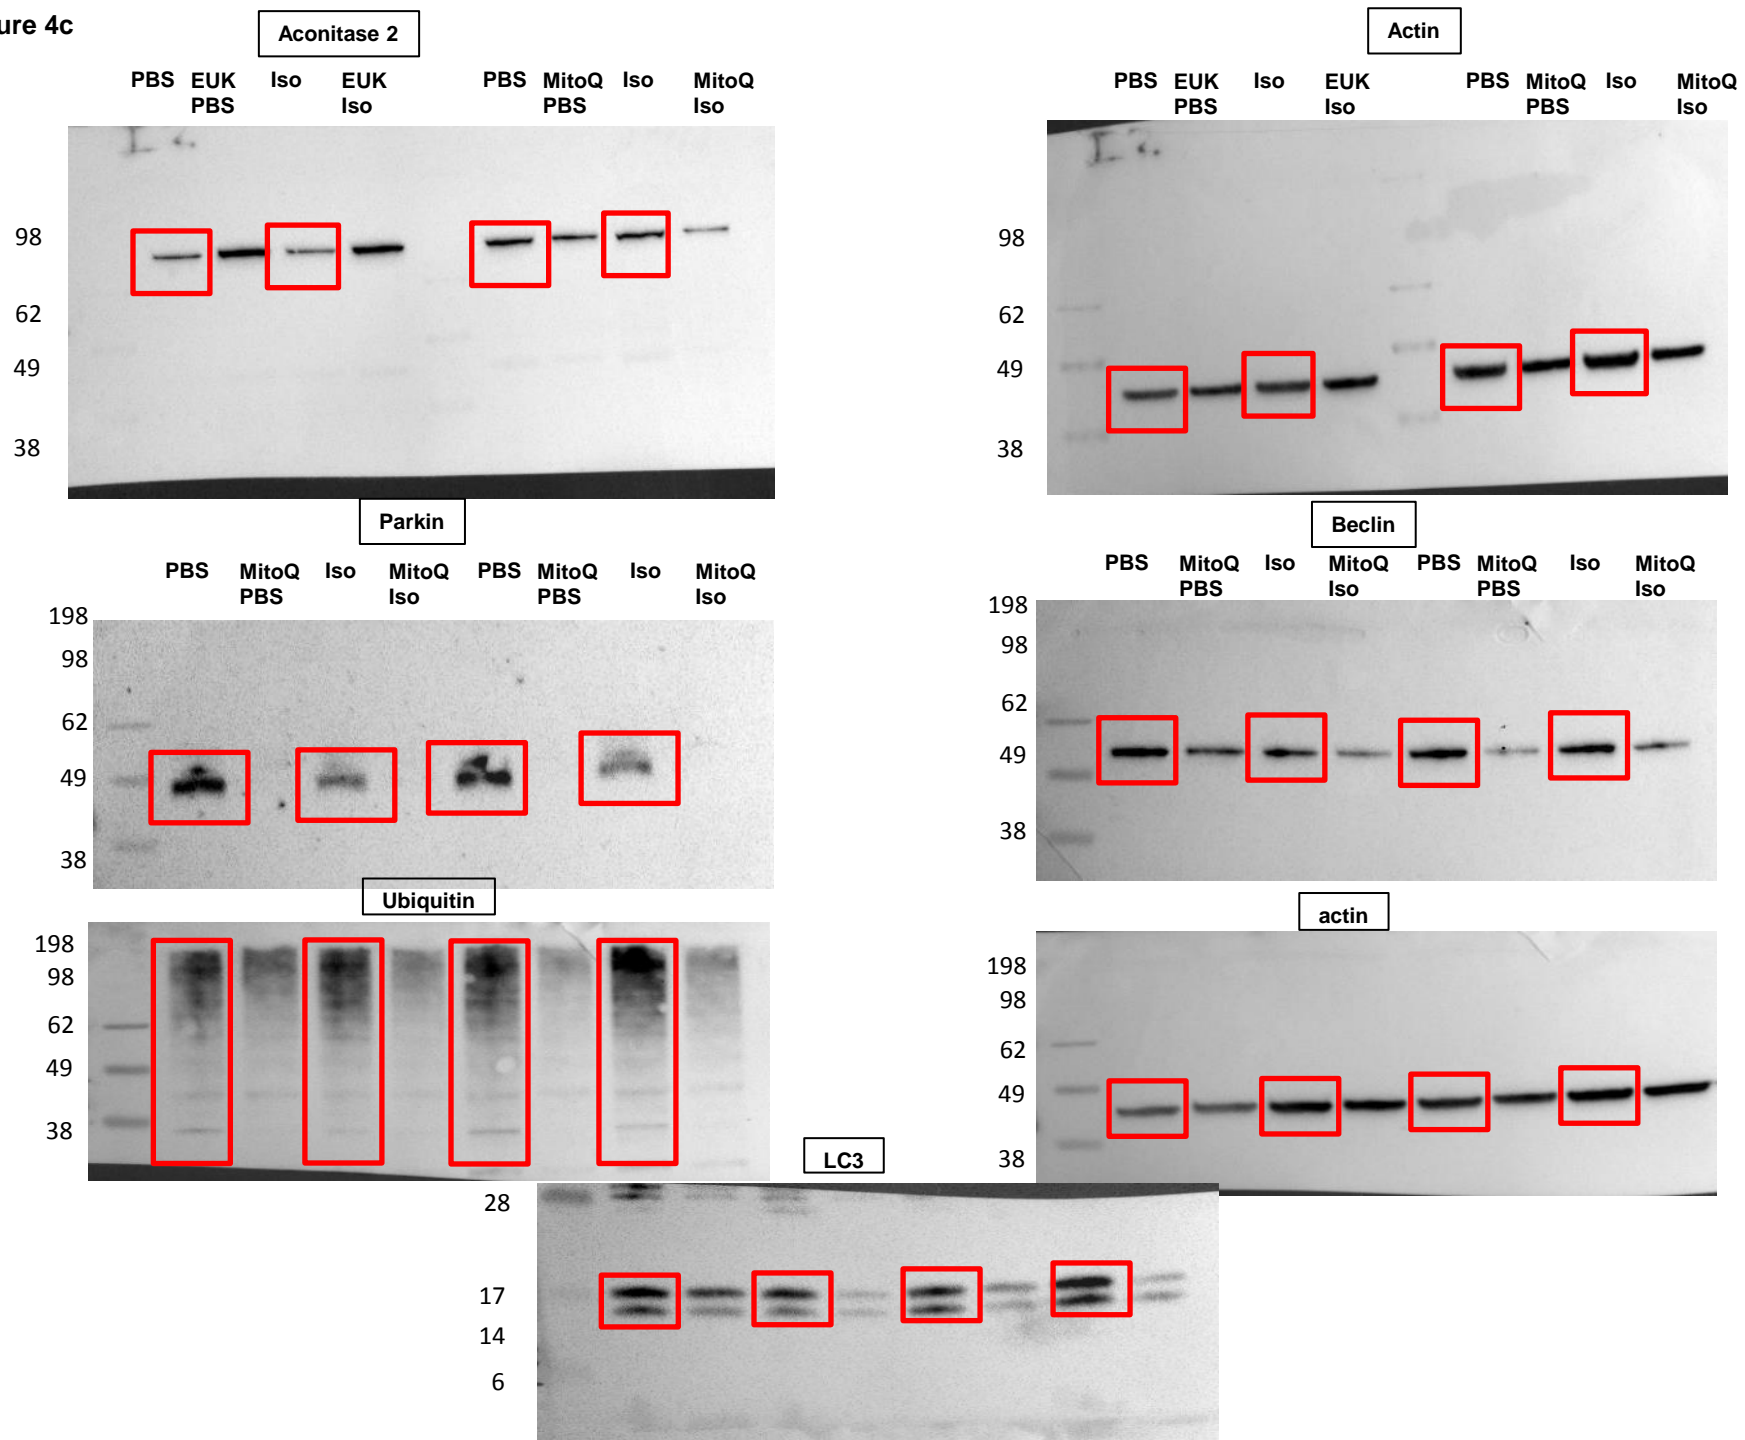 ure 4c
Aconitase 2
PBS EUK Iso EUK PBS MitoQ Iso MitoQ
PBS Iso PBS Iso
98
62
49
38
Actin
PBS EUK Iso EUK PBS MitoQ Iso MitoQ
PBS Iso PBS Iso
98
62
49
38
Parkin
PBS MitoQ Iso MitoQ PBS MitoQ Iso MitoQ
PBS Iso PBS Iso
198
98
62
49
38
Beclin
PBS MitoQ Iso MitoQ PBS MitoQ Iso MitoQ
PBS Iso PBS Iso
198
98
62
49
38
Ubiquitin
198
98
62
49
38
actin
198
98
62
49
38
LC3
28
17
14
6